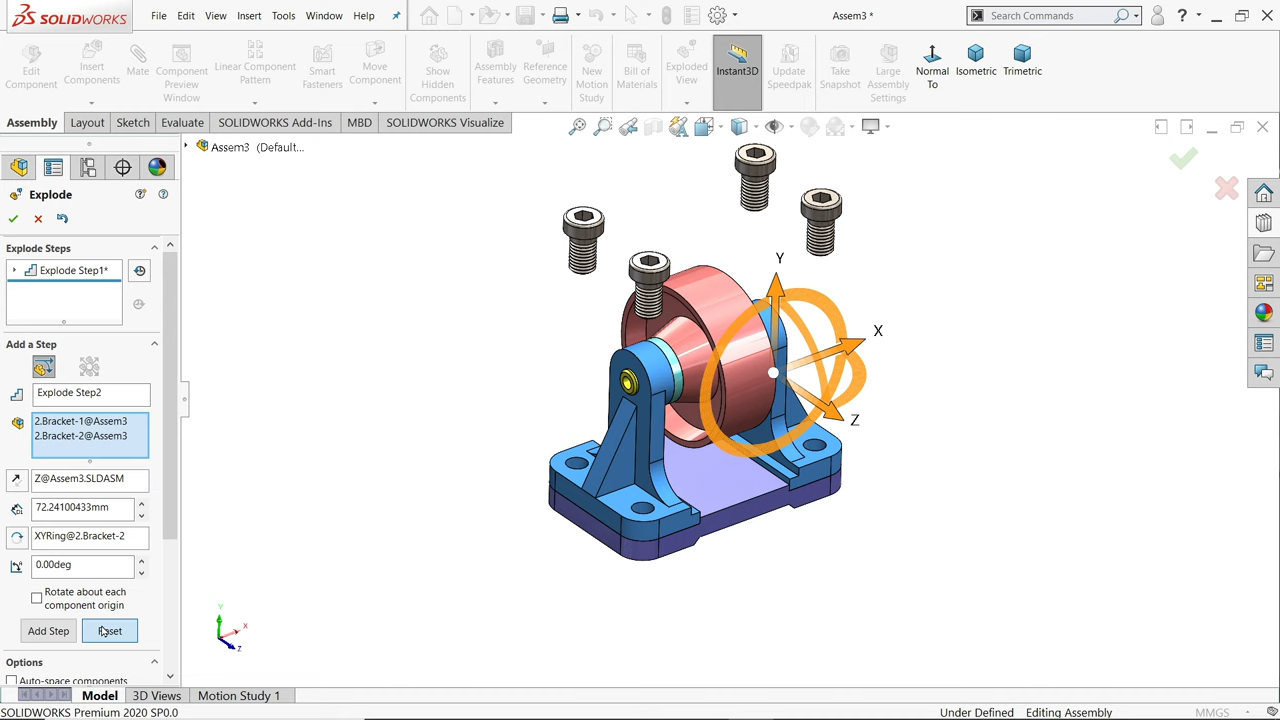 SOLIDWORKS
File Edit View Insert Tools Window Help
Assem3 *
Search Commands
?
Edit Component
Insert Components
Mate
Component Preview Window
Linear Component Pattern
Smart Fasteners
Move Component
Show Hidden Components
Assembly Features
Reference Geometry
New Motion Study
Bill of Materials
Exploded View
Instant3D
Update Speedpak
Take Snapshot
Large Assembly Settings
Normal To
Isometric
Trimetric
Assembly Layout Sketch Evaluate SOLIDWORKS Add-Ins MBD SOLIDWORKS Visualize
Assem3 (Default...
Explode
Explode Steps
Explode Step1*
Add a Step
Explode Step2
2.Bracket-1@Assem3
2.Bracket-2@Assem3
Z@Assem3.SLDASM
72.24100433mm
XYRing@2.Bracket-2
0.00deg
Rotate about each
component origin
Add Step
Options
Auto-space components
Y
X
Z
Y
X
Z
Model 3D Views Motion Study 1
SOLIDWORKS Premium 2020 SP0.0
Under Defined Editing Assembly MMGS